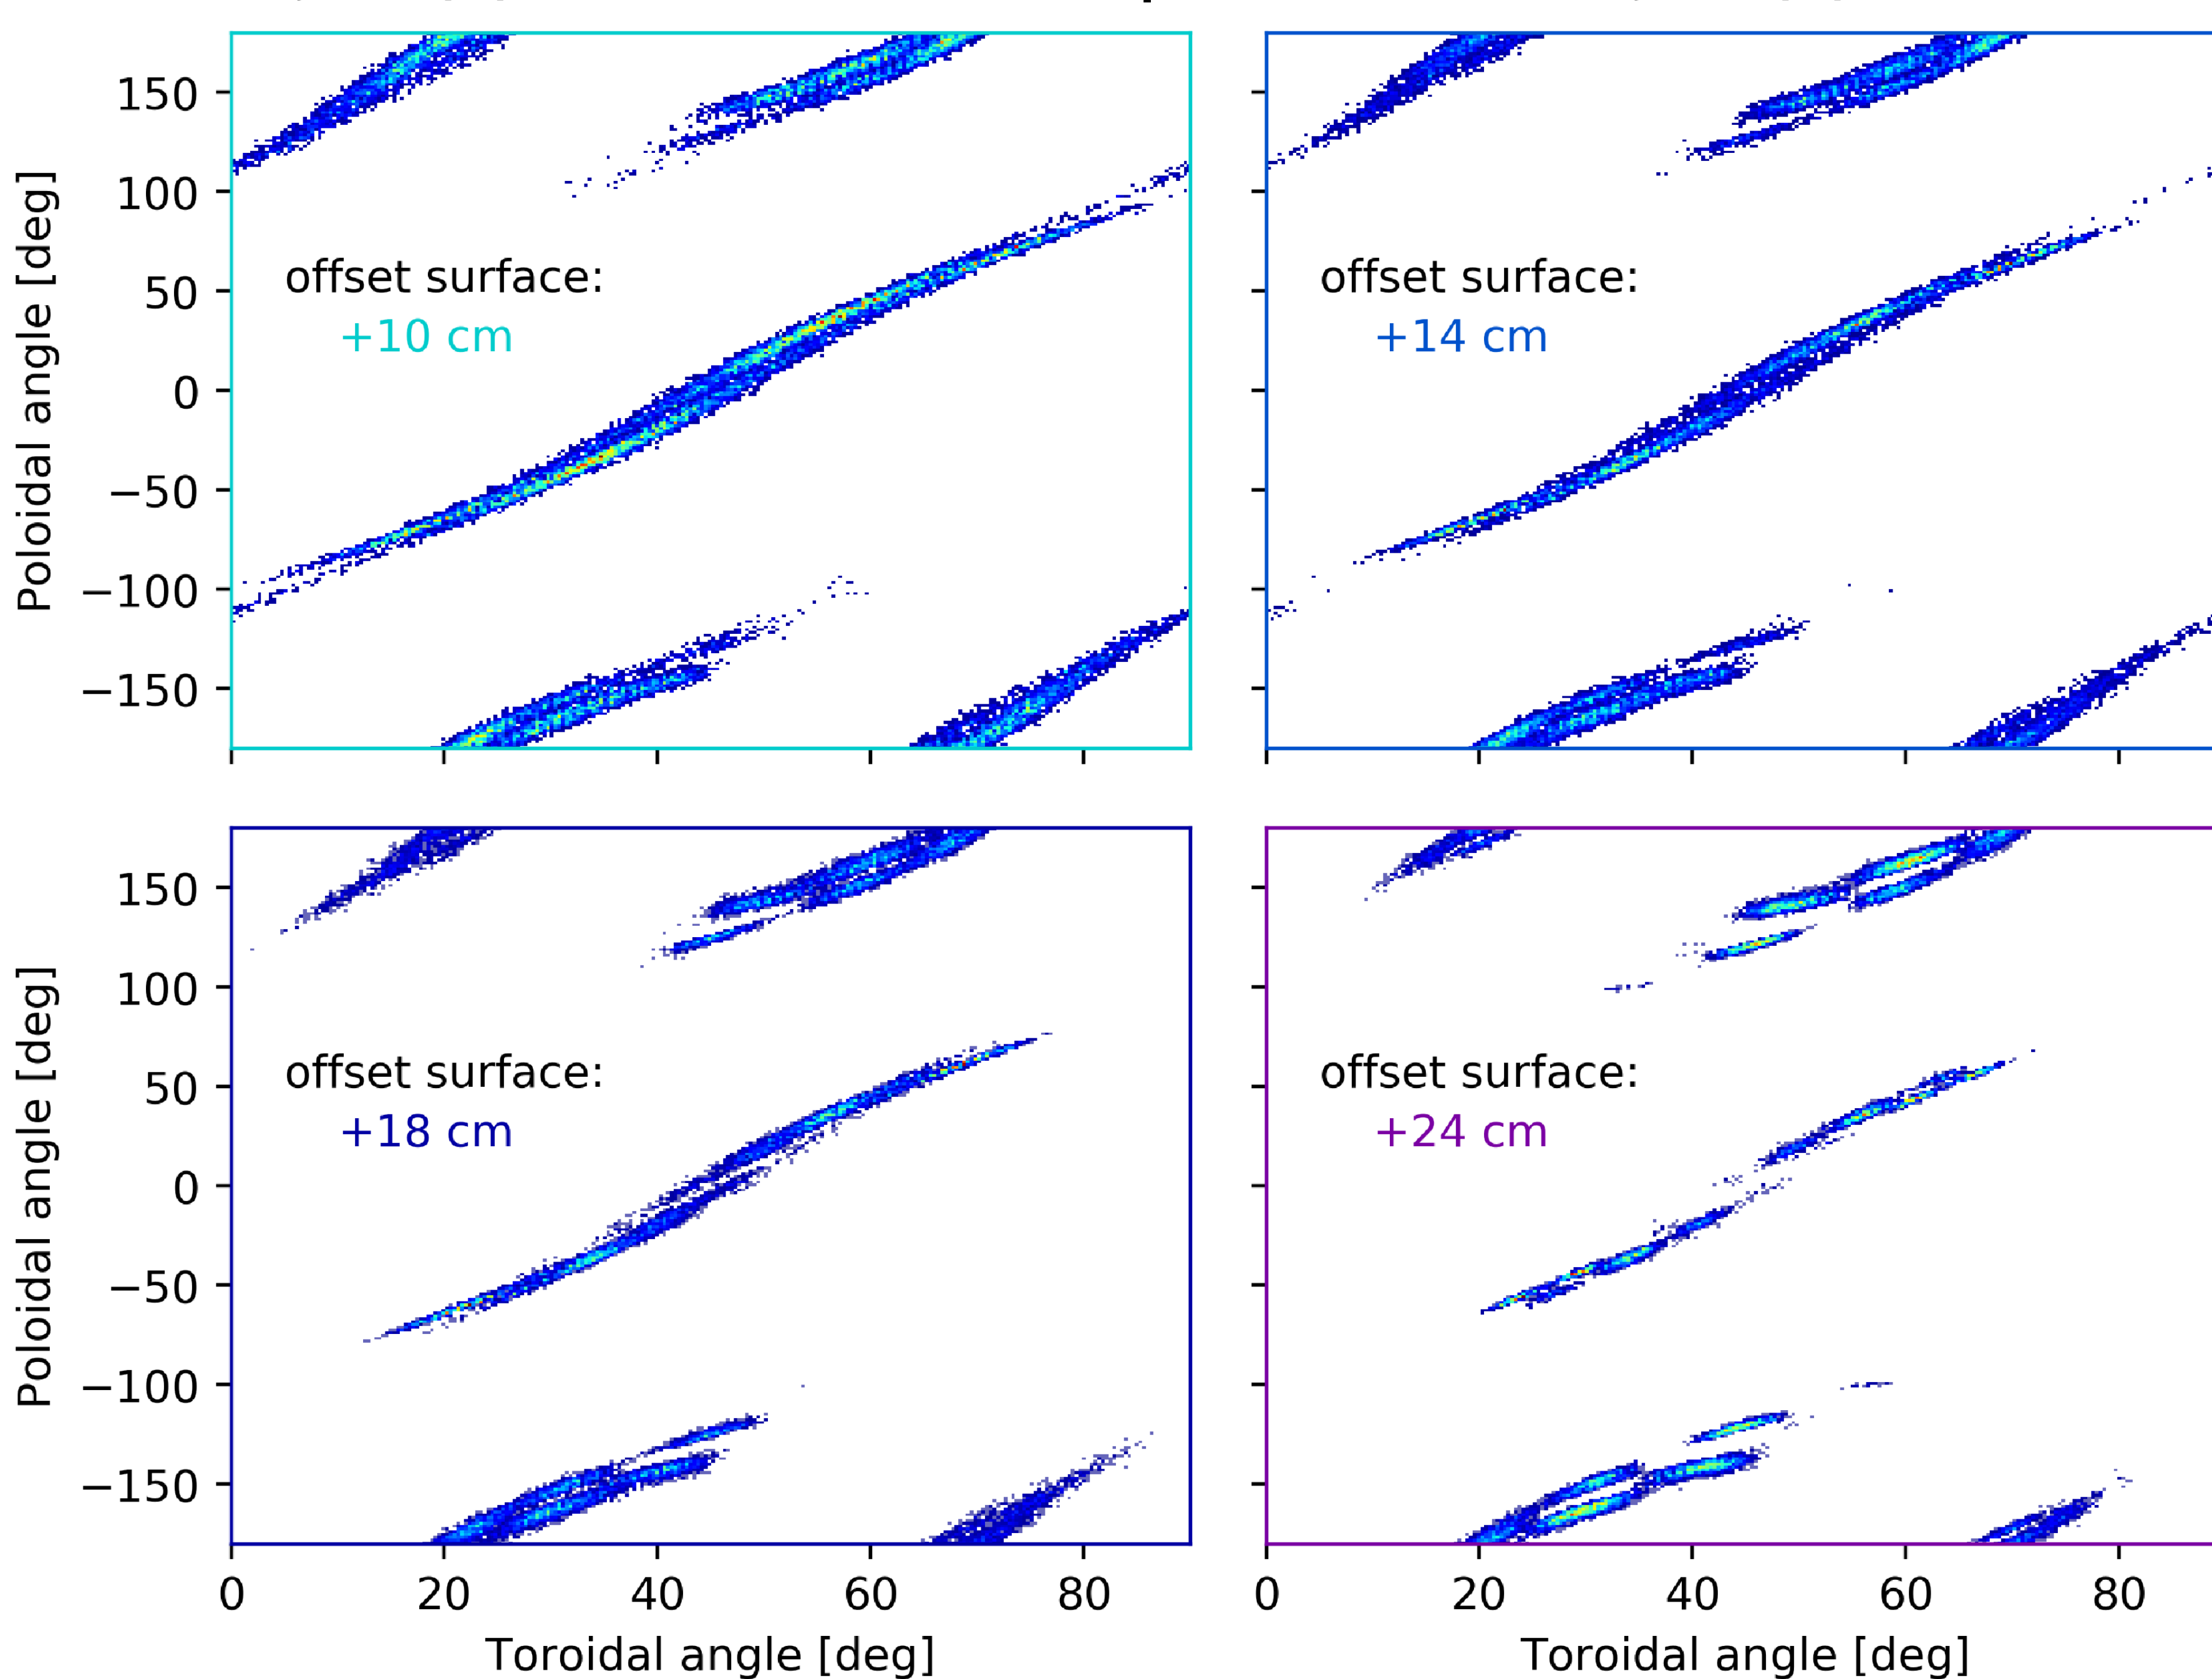 150
100
50
0
−50
−100
−150
Poloidal angle [deg]
offset surface:
+10 cm
offset surface:
+14 cm
150
100
50
0
−50
−100
−150
Poloidal angle [deg]
offset surface:
+18 cm
offset surface:
+24 cm
0 20 40 60 80
0 20 40 60 80
Toroidal angle [deg]
Toroidal angle [deg]